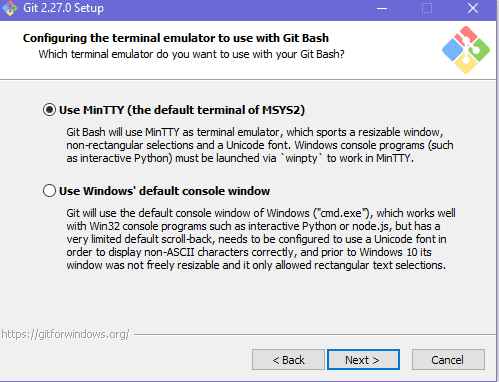 Git 2.27.0 Setup
Configuring the terminal emulator to use with Git Bash
Which terminal emulator do you want to use with your Git Bash?
Use MinTTY (the default terminal of MSYS2)
Git Bash will use MinTTY as terminal emulator, which sports a resizable window,
non-rectangular selections and a Unicode font. Windows console programs (such
as interactive Python) must be launched via `winpty` to work in MinTTY.
Use Windows' default console window
Git will use the default console window of Windows ("cmd.exe"), which works well
with Win32 console programs such as interactive Python or node.js, but has a
very limited default scroll-back, needs to be configured to use a Unicode font in
order to display non-ASCII characters correctly, and prior to Windows 10 its
window was not freely resizable and it only allowed rectangular text selections.
https://gitforwindows.org/
< Back
Next >
Cancel